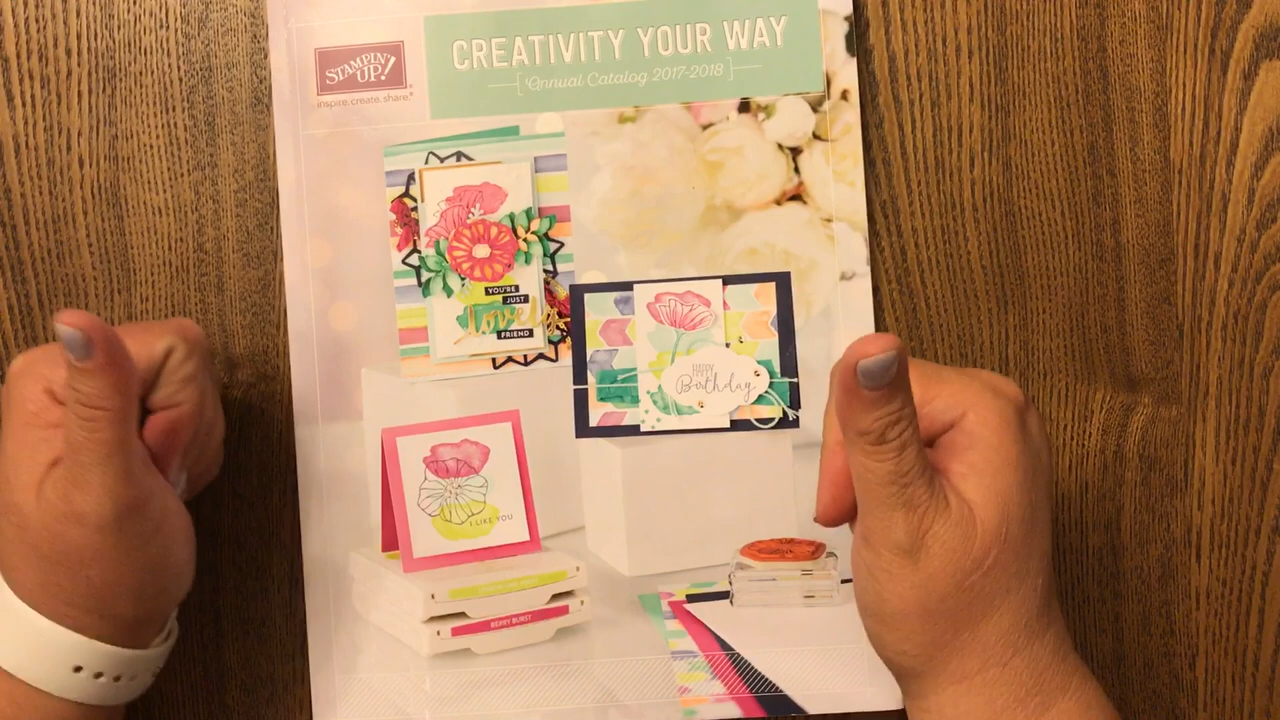 STAMPIN' UP!®
inspire.create.share.®
CREATIVITY YOUR WAY
Annual Catalog 2017-2018
YOU'RE
JUST
lovely
FRIEND
HAPPY
Birthday
I LIKE YOU
BERRY BURST